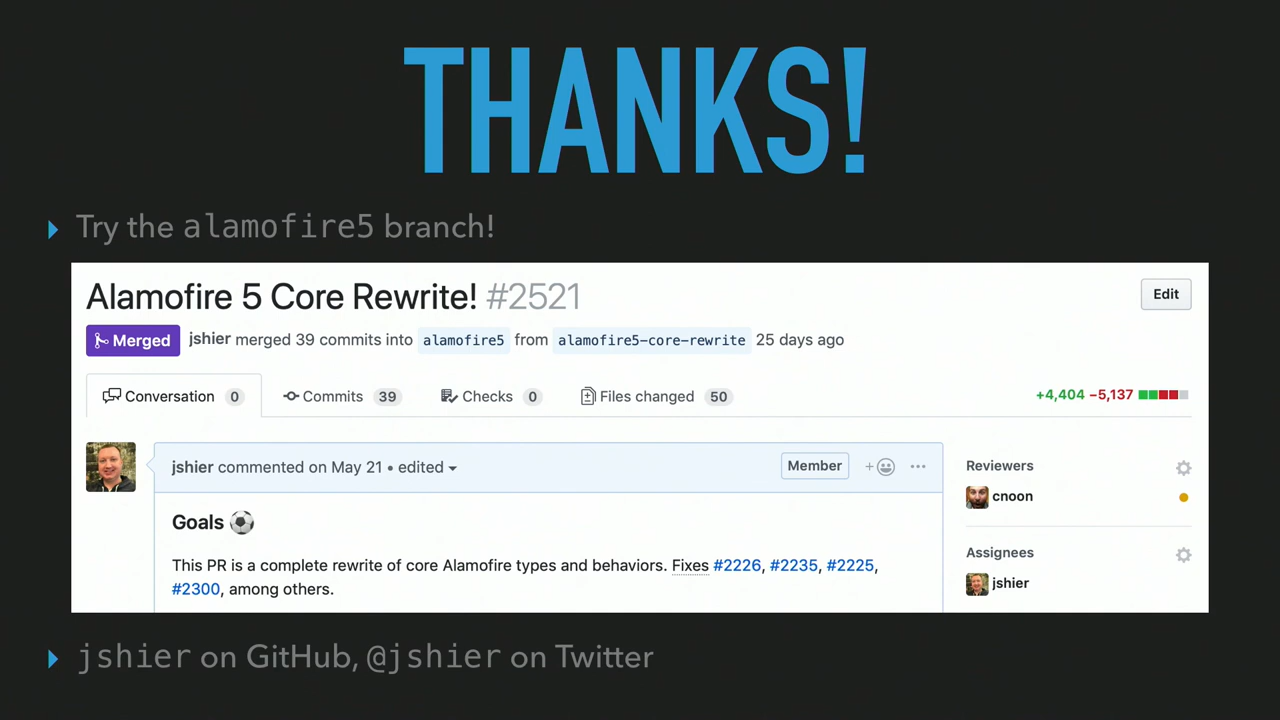 THANKS!
Try the alamofire5 branch!
Alamofire 5 Core Rewrite! #2521
Edit
Merged jshier merged 39 commits into alamofire5 from alamofire5-core-rewrite 25 days ago
Conversation 0 Commits 39 Checks 0 Files changed 50 +4,404 −5,137
jshier commented on May 21 • edited Member
Reviewers
cnoon
Goals ⚽
This PR is a complete rewrite of core Alamofire types and behaviors. Fixes #2226, #2235, #2225,
#2300, among others.
Assignees
jshier
jshier on GitHub, @jshier on Twitter